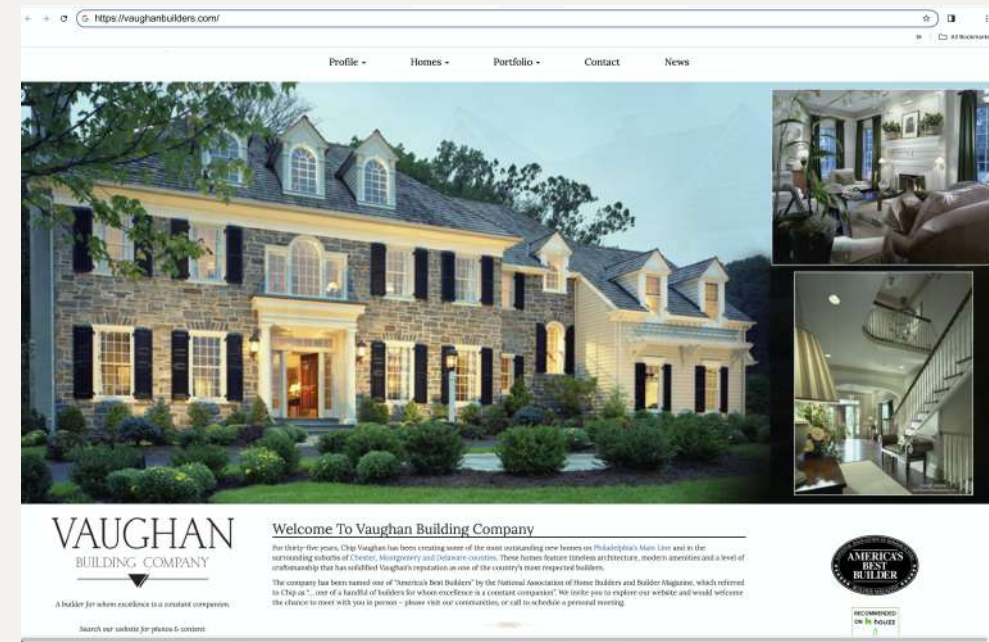 https://vaughanbuilders.com/
All Bookmarks
Profile
Homes
Portfolio
Contact
News
VAUGHAN
BUILDING COMPANY
A builder for whom excellence is a constant companion.
Search our website for photos & content
Welcome To Vaughan Building Company
For thirty-five years, Chip Vaughan has been creating some of the most outstanding new homes on Philadelphia's Main Line and in the
surrounding suburbs of Chester, Montgomery and Delaware counties. These homes feature timeless architecture, modern amenities and a level of
craftsmanship that has solidified Vaughan's reputation as one of the country's most respected builders.
The company has been named one of "America's Best Builders" by the National Association of Home Builders and Builder Magazine, which referred
to Chip as "... one of a handful of builders for whom excellence is a constant companion". We invite you to explore our website and would welcome
the chance to meet with you in person – please visit our communities, or call to schedule a personal meeting.
AMERICA'S
BEST
BUILDER
RECOMMENDED
ON houzz